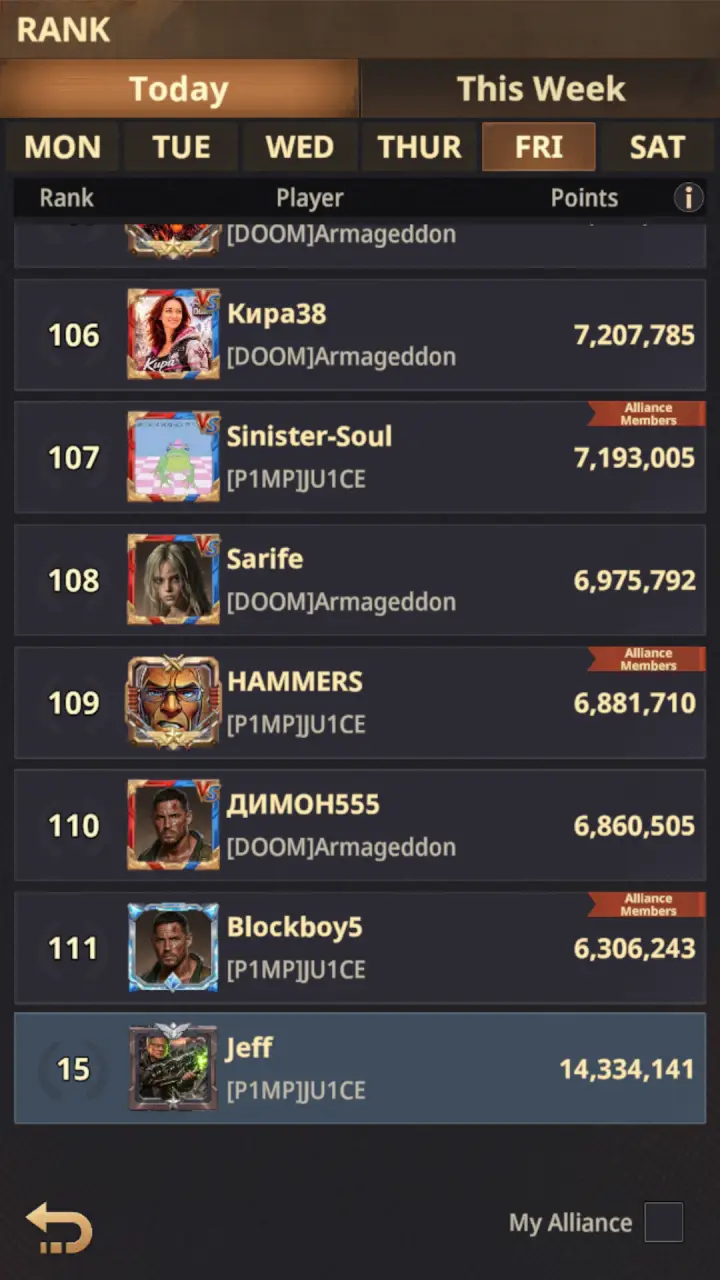 RANK
Today
This Week
MON
TUE
WED
THUR
FRI
SAT
Rank
Player
Points
[DOOM]Armageddon
106
Кира38
[DOOM]Armageddon
7,207,785
Alliance
Members
107
Sinister-Soul
[P1MP]JU1CE
7,193,005
108
Sarife
[DOOM]Armageddon
6,975,792
Alliance
Members
109
HAMMERS
[P1MP]JU1CE
6,881,710
110
ДИМОН555
[DOOM]Armageddon
6,860,505
Alliance
Members
111
Blockboy5
[P1MP]JU1CE
6,306,243
15
Jeff
[P1MP]JU1CE
14,334,141
My Alliance